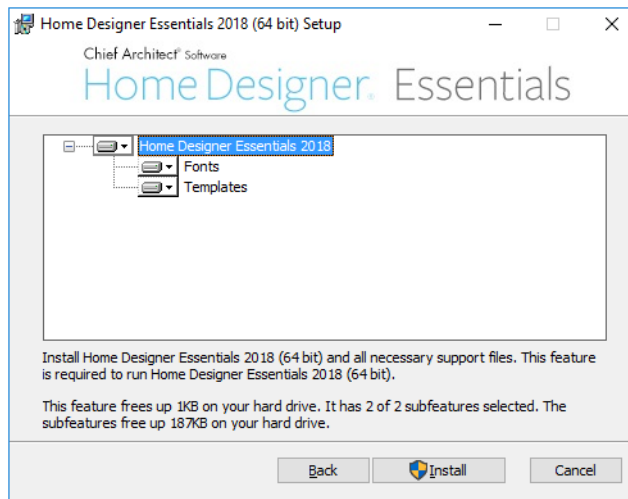 Home Designer Essentials 2018 (64 bit) Setup
Chief Architect® Software
Home Designer® Essentials
Home Designer Essentials 2018
Fonts
Templates
Install Home Designer Essentials 2018 (64 bit) and all necessary support files. This feature
is required to run Home Designer Essentials 2018 (64 bit).
This feature frees up 1KB on your hard drive. It has 2 of 2 subfeatures selected. The
subfeatures free up 187KB on your hard drive.
Back Install Cancel